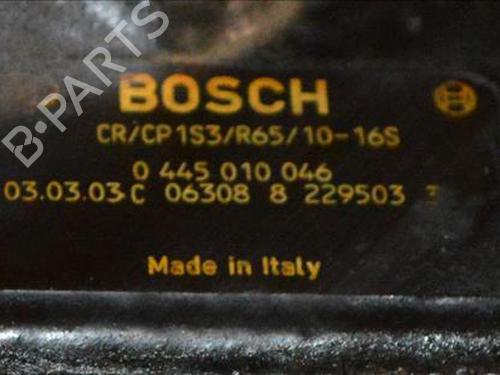 B-PARTS
BOSCH
CR/CP1S3/R65/10-16S
0 445 010 046
03.03.03 C 06308 8 229503 3
Made in Italy